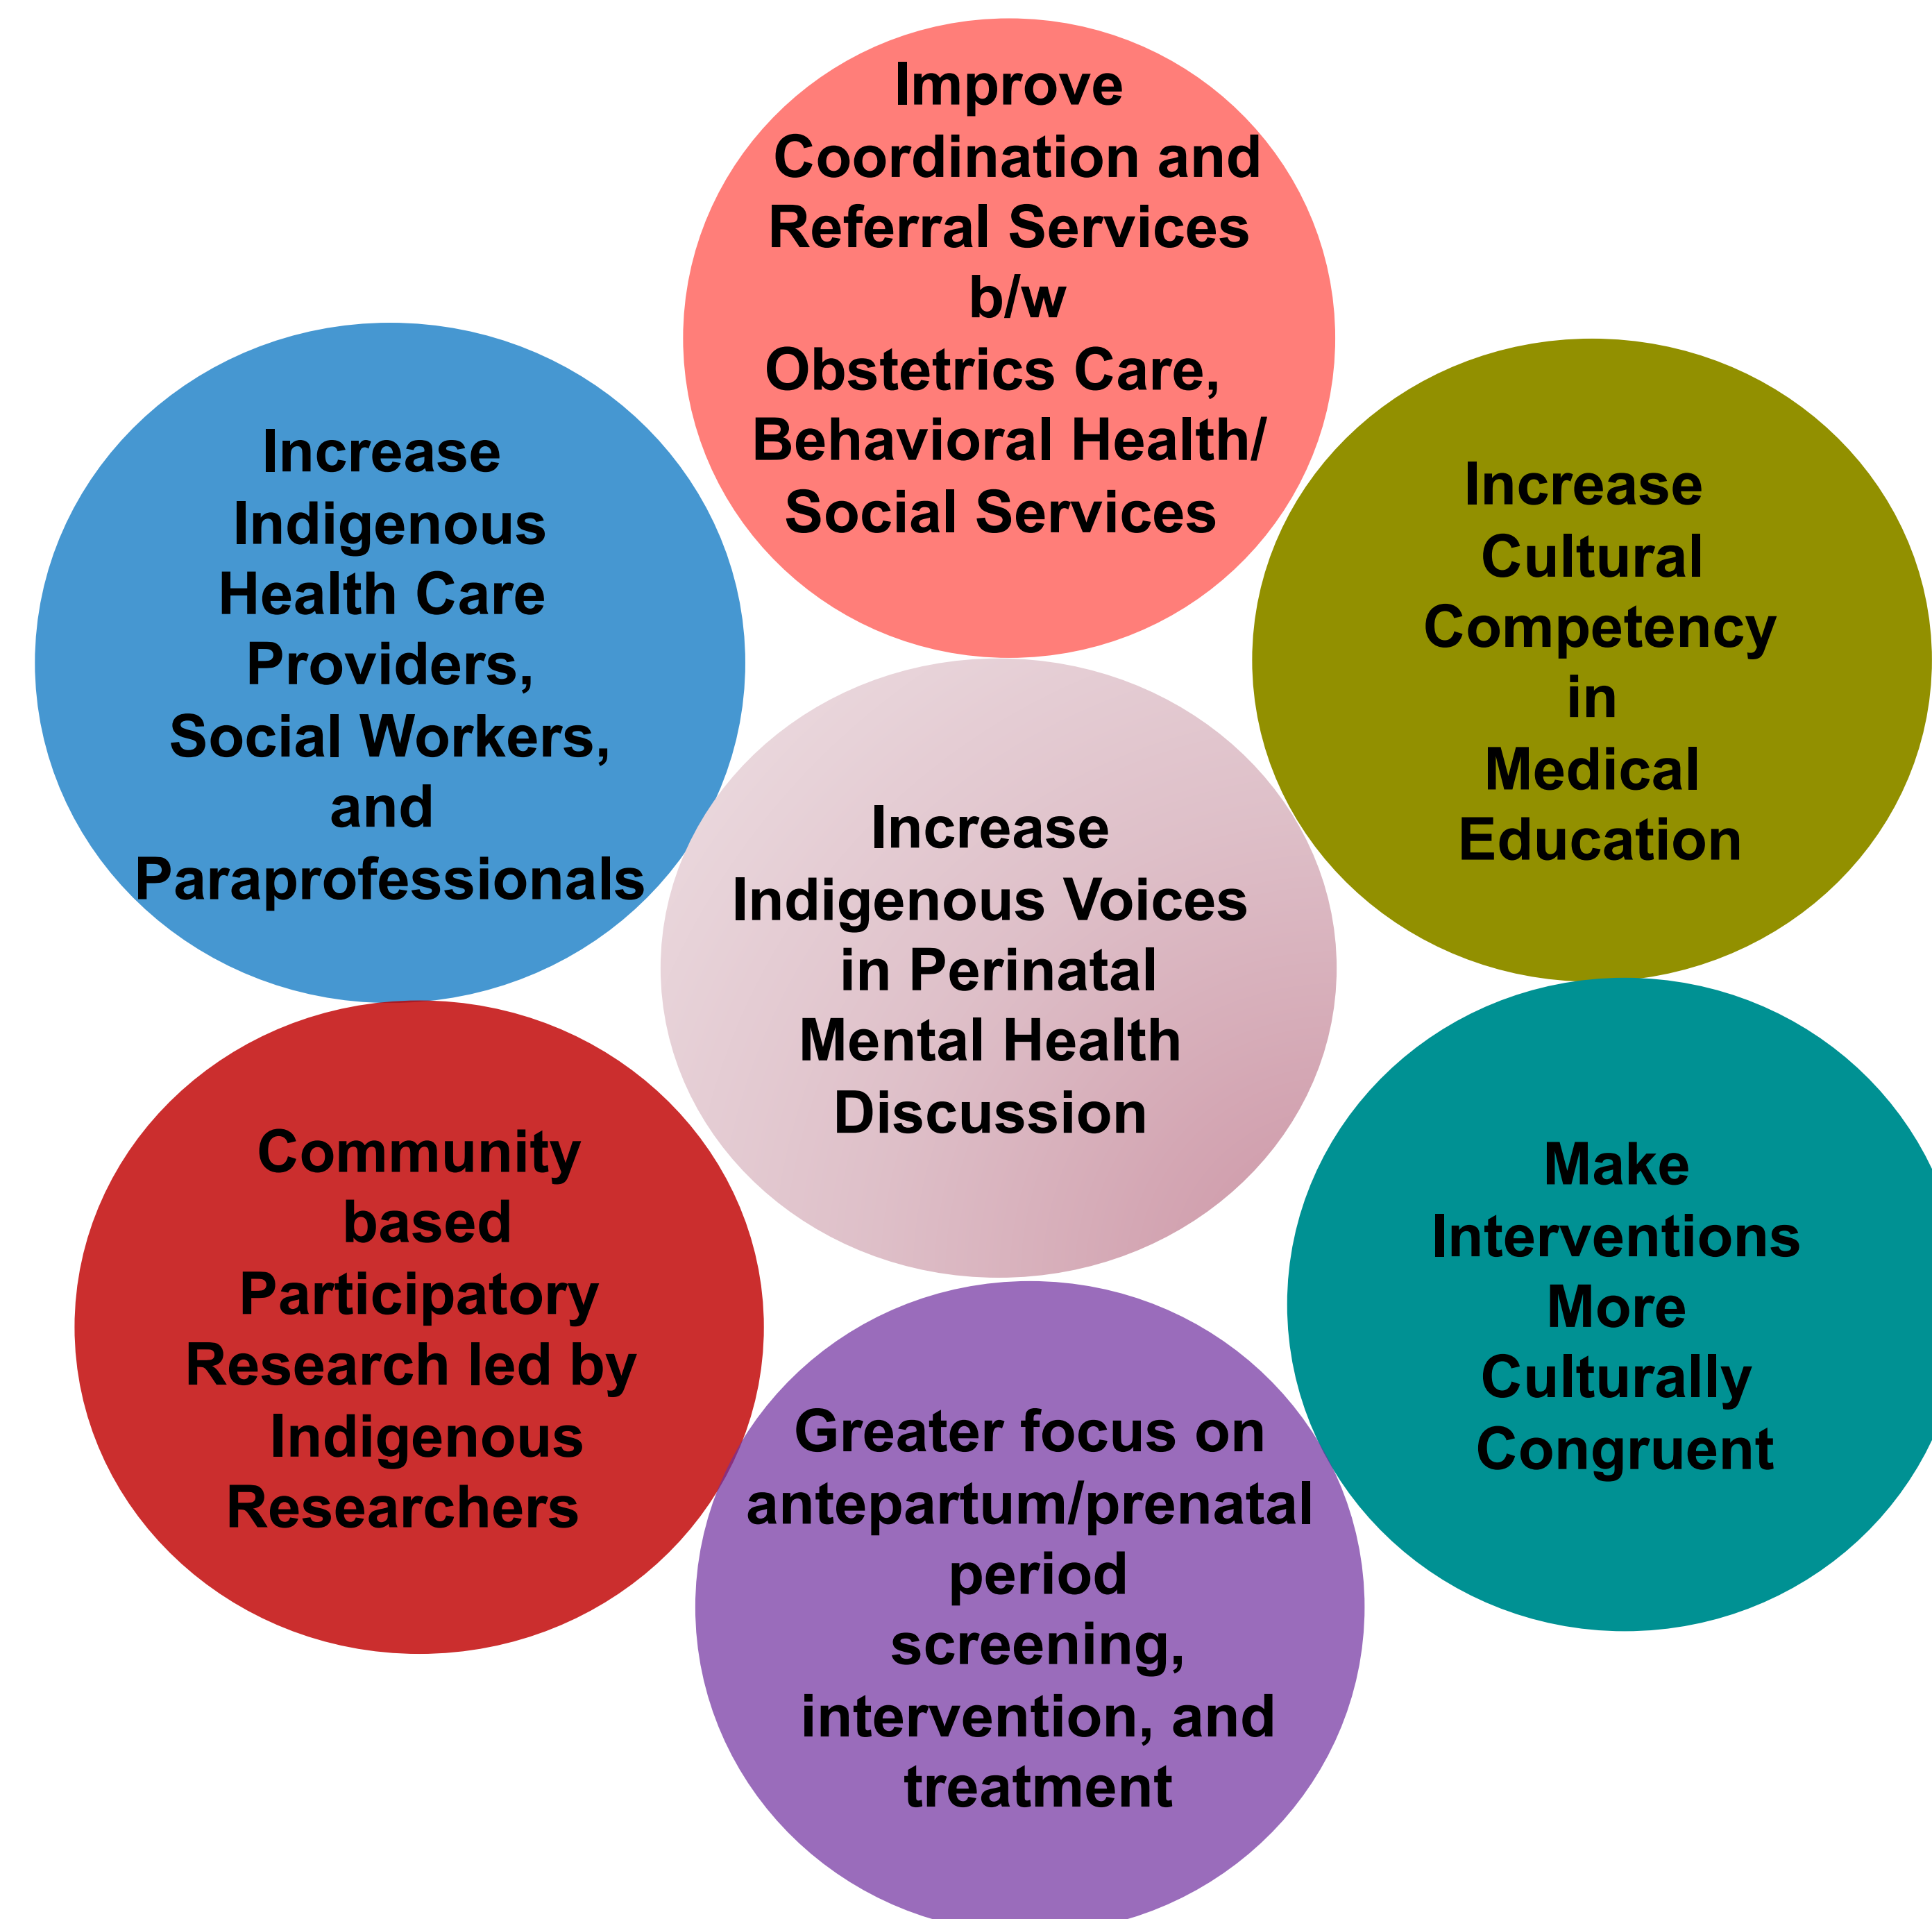 Improve
Coordination and
Referral Services
b/w
Obstetrics Care,
Behavioral Health/
Social Services
Increase
Indigenous
Health Care
Providers,
Social Workers,
and
Paraprofessionals
Increase
Cultural
Competency
in
Medical
Education
Increase
Indigenous Voices
in Perinatal
Mental Health
Discussion
Community
based
Participatory
Research led by
Indigenous
Researchers
Make
Interventions
More
Culturally
Congruent
Greater focus on
antepartum/prenatal
period
screening,
intervention, and
treatment